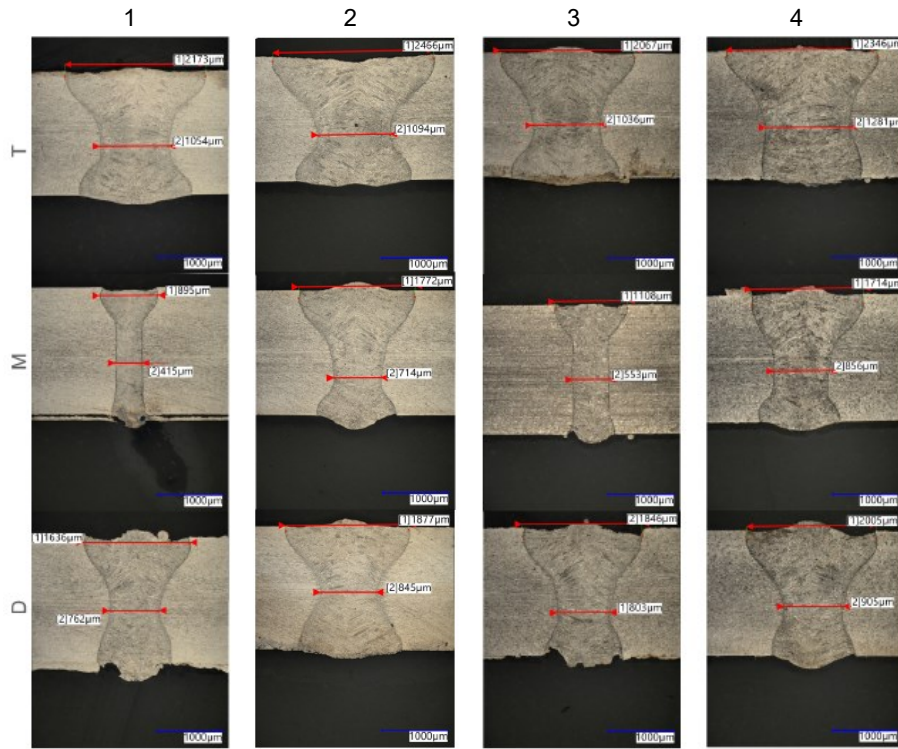 1 2 3 4
T
1]2173µm
2]1054µm
1000µm
1]2466µm
2]1094µm
1000µm
1]2067µm
2]1036µm
1000µm
1]2346µm
2]1281µm
1000µm
M
1]895µm
2]415µm
1000µm
1]1772µm
2]714µm
1000µm
1]1108µm
2]553µm
1000µm
1]1714µm
2]856µm
1000µm
D
1]1636µm
2]762µm
1000µm
1]1877µm
2]845µm
1000µm
2]1846µm
1]803µm
1000µm
1]2005µm
2]905µm
1000µm